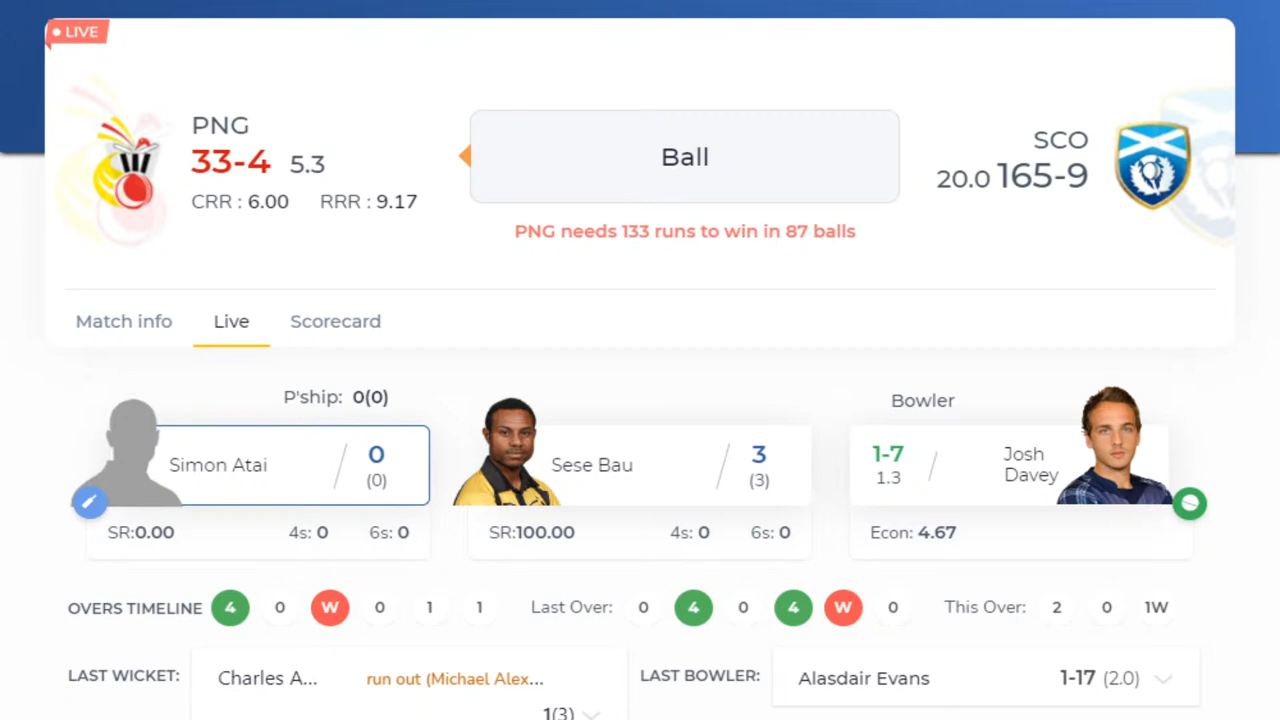 LIVE
PNG
33-4 5.3
CRR : 6.00 RRR : 9.17
Ball
PNG needs 133 runs to win in 87 balls
SCO
20.0 165-9
Match info Live Scorecard
P'ship: 0(0)
Simon Atai 0
(0)
SR:0.00 4s: 0 6s: 0
Sese Bau 3
(3)
SR:100.00 4s: 0 6s: 0
Bowler
1-7
1.3
Josh
Davey
Econ: 4.67
OVERS TIMELINE 4 0 W 0 1 1 Last Over: 0 4 0 4 W 0 This Over: 2 0 1W
LAST WICKET: Charles A... run out (Michael Alex...
1(3)
LAST BOWLER: Alasdair Evans 1-17 (2.0)